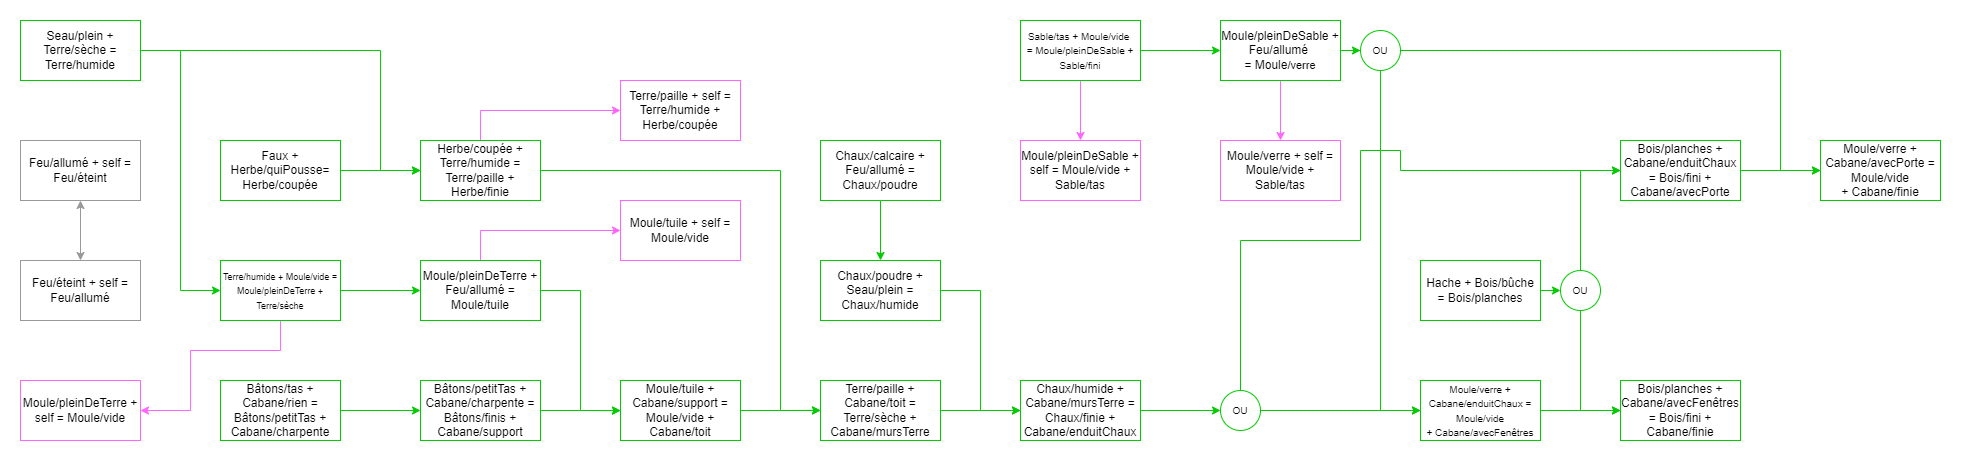 Seau/plein +
Terre/sèche =
Terre/humide
Sable/tas + Moule/vide
= Moule/pleinDeSable +
Sable/fini
Moule/pleinDeSable +
Feu/allumé
= Moule/verre
OU
Terre/paille + self =
Terre/humide +
Herbe/coupée
Feu/allumé + self =
Feu/éteint
Faux +
Herbe/quiPousse=
Herbe/coupée
Herbe/coupée +
Terre/humide =
Terre/paille +
Herbe/finie
Chaux/calcaire +
Feu/allumé =
Chaux/poudre
Moule/pleinDeSable +
self = Moule/vide +
Sable/tas
Moule/verre + self =
Moule/vide +
Sable/tas
Bois/planches +
Cabane/enduitChaux
= Bois/fini +
Cabane/avecPorte
Moule/verre +
Cabane/avecPorte =
Moule/vide
+ Cabane/finie
Moule/tuile + self =
Moule/vide
Feu/éteint + self =
Feu/allumé
Terre/humide + Moule/vide =
Moule/pleinDeTerre +
Terre/sèche
Moule/pleinDeTerre +
Feu/allumé =
Moule/tuile
Chaux/poudre +
Seau/plein =
Chaux/humide
Hache + Bois/bûche
= Bois/planches
OU
Moule/pleinDeTerre +
self = Moule/vide
Bâtons/tas +
Cabane/rien =
Bâtons/petitTas +
Cabane/charpente
Bâtons/petitTas +
Cabane/charpente =
Bâtons/finis +
Cabane/support
Moule/tuile +
Cabane/support =
Moule/vide +
Cabane/toit
Terre/paille +
Cabane/toit =
Terre/sèche +
Cabane/mursTerre
Chaux/humide +
Cabane/mursTerre =
Chaux/finie +
Cabane/enduitChaux
OU
Moule/verre +
Cabane/enduitChaux =
Moule/vide
+ Cabane/avecFenêtres
Bois/planches +
Cabane/avecFenêtres
= Bois/fini +
Cabane/finie